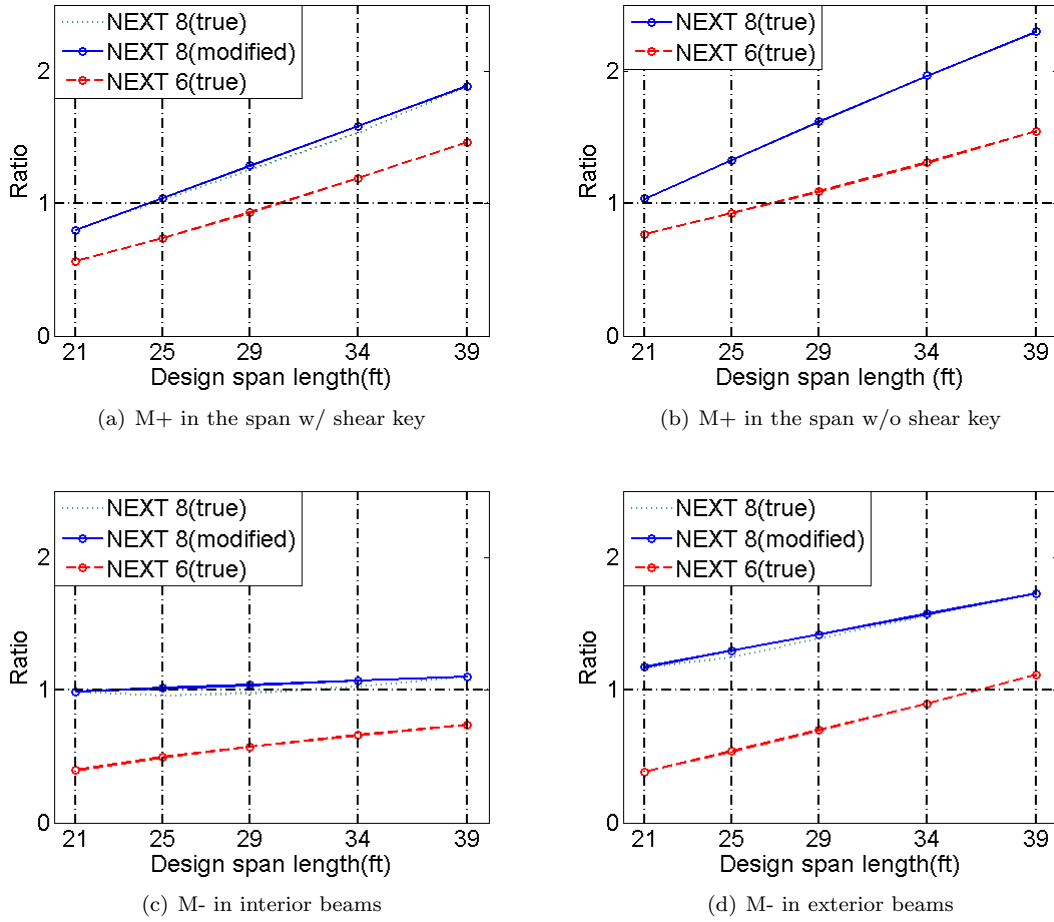 NEXT 8(true)
NEXT 8(modified)
NEXT 6(true)
2
1
0
Ratio
21 25 29 34 39
Design span length(ft)
(a) M+ in the span w/ shear key
NEXT 8(true)
NEXT 6(true)
2
1
0
Ratio
21 25 29 34 39
Design span length (ft)
(b) M+ in the span w/o shear key
NEXT 8(true)
NEXT 8(modified)
NEXT 6(true)
2
1
0
Ratio
21 25 29 34 39
Design span length(ft)
(c) M- in interior beams
NEXT 8(true)
NEXT 8(modified)
NEXT 6(true)
2
1
0
Ratio
21 25 29 34 39
Design span length(ft)
(d) M- in exterior beams